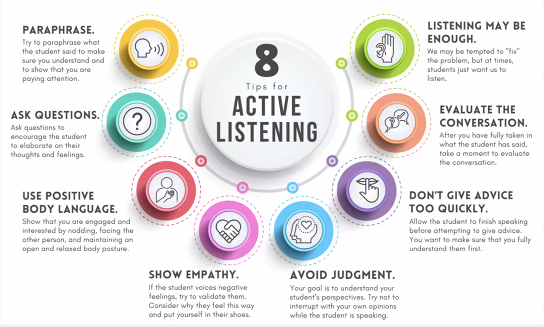 8
Tips for
ACTIVE
LISTENING
PARAPHRASE.
Try to paraphrase what
the student said to make
sure you understand and
to show that you are
paying attention.
ASK QUESTIONS.
Ask questions to
encourage the student
to elaborate on their
thoughts and feelings.
?
USE POSITIVE
BODY LANGUAGE.
Show that you are engaged and
interested by nodding, facing the
other person, and maintaining an
open and relaxed body posture.
SHOW EMPATHY.
If the student voices negative
feelings, try to validate them.
Consider why they feel this way
and put yourself in their shoes.
AVOID JUDGMENT.
Your goal is to understand your
student's perspectives. Try not to
interrupt with your own opinions
while the student is speaking.
DON'T GIVE ADVICE
TOO QUICKLY.
Allow the student to finish speaking
before attempting to give advice.
You want to make sure that you fully
understand them first.
EVALUATE THE
CONVERSATION.
After you have fully taken in
what the student has said,
take a moment to evaluate
the conversation.
LISTENING MAY BE
ENOUGH.
We may be tempted to "fix"
the problem, but at times,
students just want us to
listen.